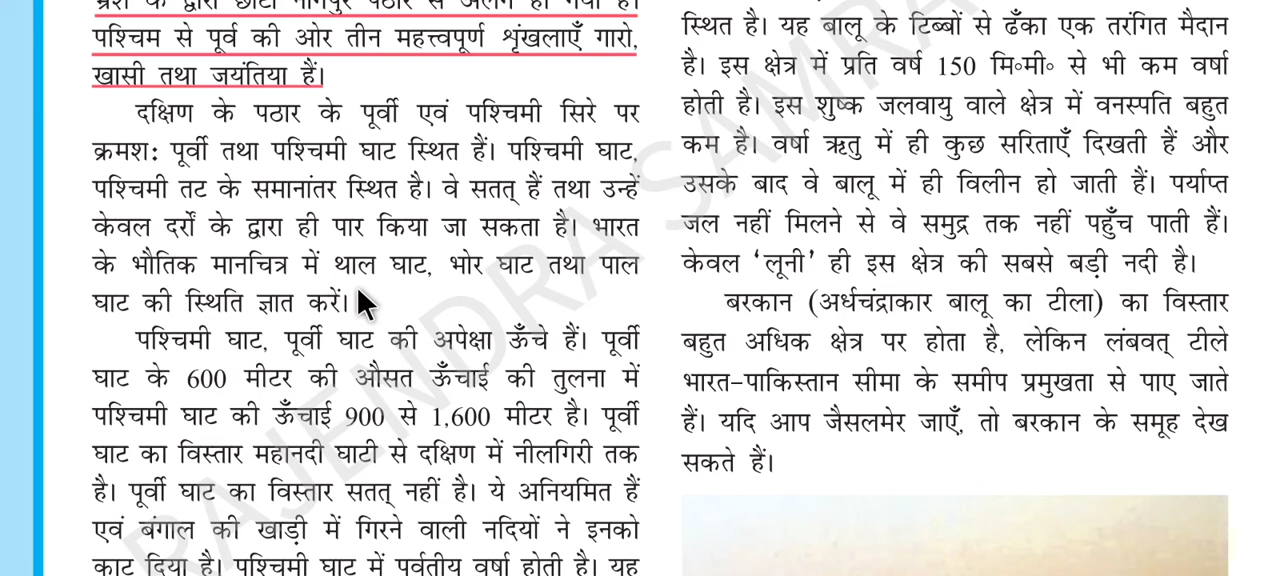 भ्रंश के द्वारा छोटा नागपुर पठार से अलग हो गया है।
पश्चिम से पूर्व की ओर तीन महत्त्वपूर्ण शृंखलाएँ गारो,
खासी तथा जयंतिया हैं।
दक्षिण के पठार के पूर्वी एवं पश्चिमी सिरे पर
क्रमश: पूर्वी तथा पश्चिमी घाट स्थित हैं। पश्चिमी घाट,
पश्चिमी तट के समानांतर स्थित है। वे सतत् हैं तथा उन्हें
केवल दर्रों के द्वारा ही पार किया जा सकता है। भारत
के भौतिक मानचित्र में थाल घाट, भोर घाट तथा पाल
घाट की स्थिति ज्ञात करें।
पश्चिमी घाट, पूर्वी घाट की अपेक्षा ऊँचे हैं। पूर्वी
घाट के 600 मीटर की औसत ऊँचाई की तुलना में
पश्चिमी घाट की ऊँचाई 900 से 1,600 मीटर है। पूर्वी
घाट का विस्तार महानदी घाटी से दक्षिण में नीलगिरी तक
है। पूर्वी घाट का विस्तार सतत् नहीं है। ये अनियमित हैं
एवं बंगाल की खाड़ी में गिरने वाली नदियों ने इनको
काट दिया है। पश्चिमी घाट में पर्वतीय वर्षा होती है। यह
स्थित है। यह बालू के टिब्बों से ढँका एक तरंगित मैदान
है। इस क्षेत्र में प्रति वर्ष 150 मि॰मी॰ से भी कम वर्षा
होती है। इस शुष्क जलवायु वाले क्षेत्र में वनस्पति बहुत
कम है। वर्षा ऋतु में ही कुछ सरिताएँ दिखती हैं और
उसके बाद वे बालू में ही विलीन हो जाती हैं। पर्याप्त
जल नहीं मिलने से वे समुद्र तक नहीं पहुँच पाती हैं।
केवल ‘लूनी’ ही इस क्षेत्र की सबसे बड़ी नदी है।
बरकान (अर्धचंद्राकार बालू का टीला) का विस्तार
बहुत अधिक क्षेत्र पर होता है, लेकिन लंबवत् टीले
भारत-पाकिस्तान सीमा के समीप प्रमुखता से पाए जाते
हैं। यदि आप जैसलमेर जाएँ, तो बरकान के समूह देख
सकते हैं।
RAJENDRA SAMRA